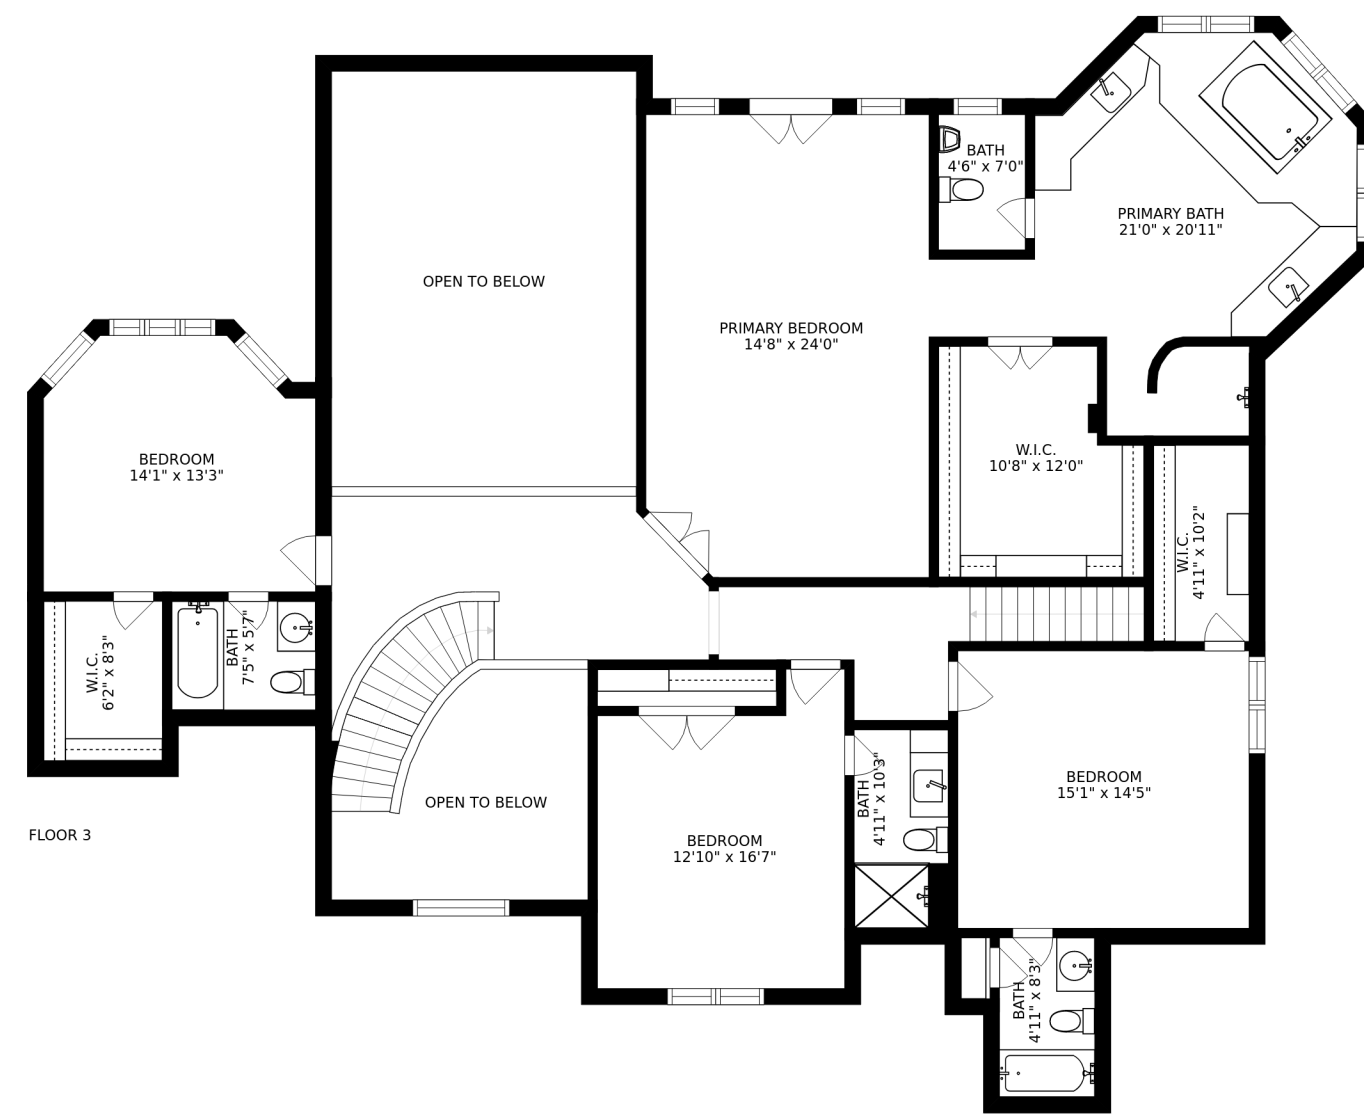 BATH
4'6" x 7'0"
PRIMARY BATH
21'0" x 20'11"
OPEN TO BELOW
PRIMARY BEDROOM
14'8" x 24'0"
BEDROOM
14'1" x 13'3"
W.I.C.
10'8" x 12'0"
W.I.C.
4'11" x 10'2"
W.I.C.
6'2" x 8'3"
BATH
7'5" x 5'7"
OPEN TO BELOW
BEDROOM
15'1" x 14'5"
BATH
4'11" x 10'3"
FLOOR 3
BEDROOM
12'10" x 16'7"
BATH
4'11" x 8'3"